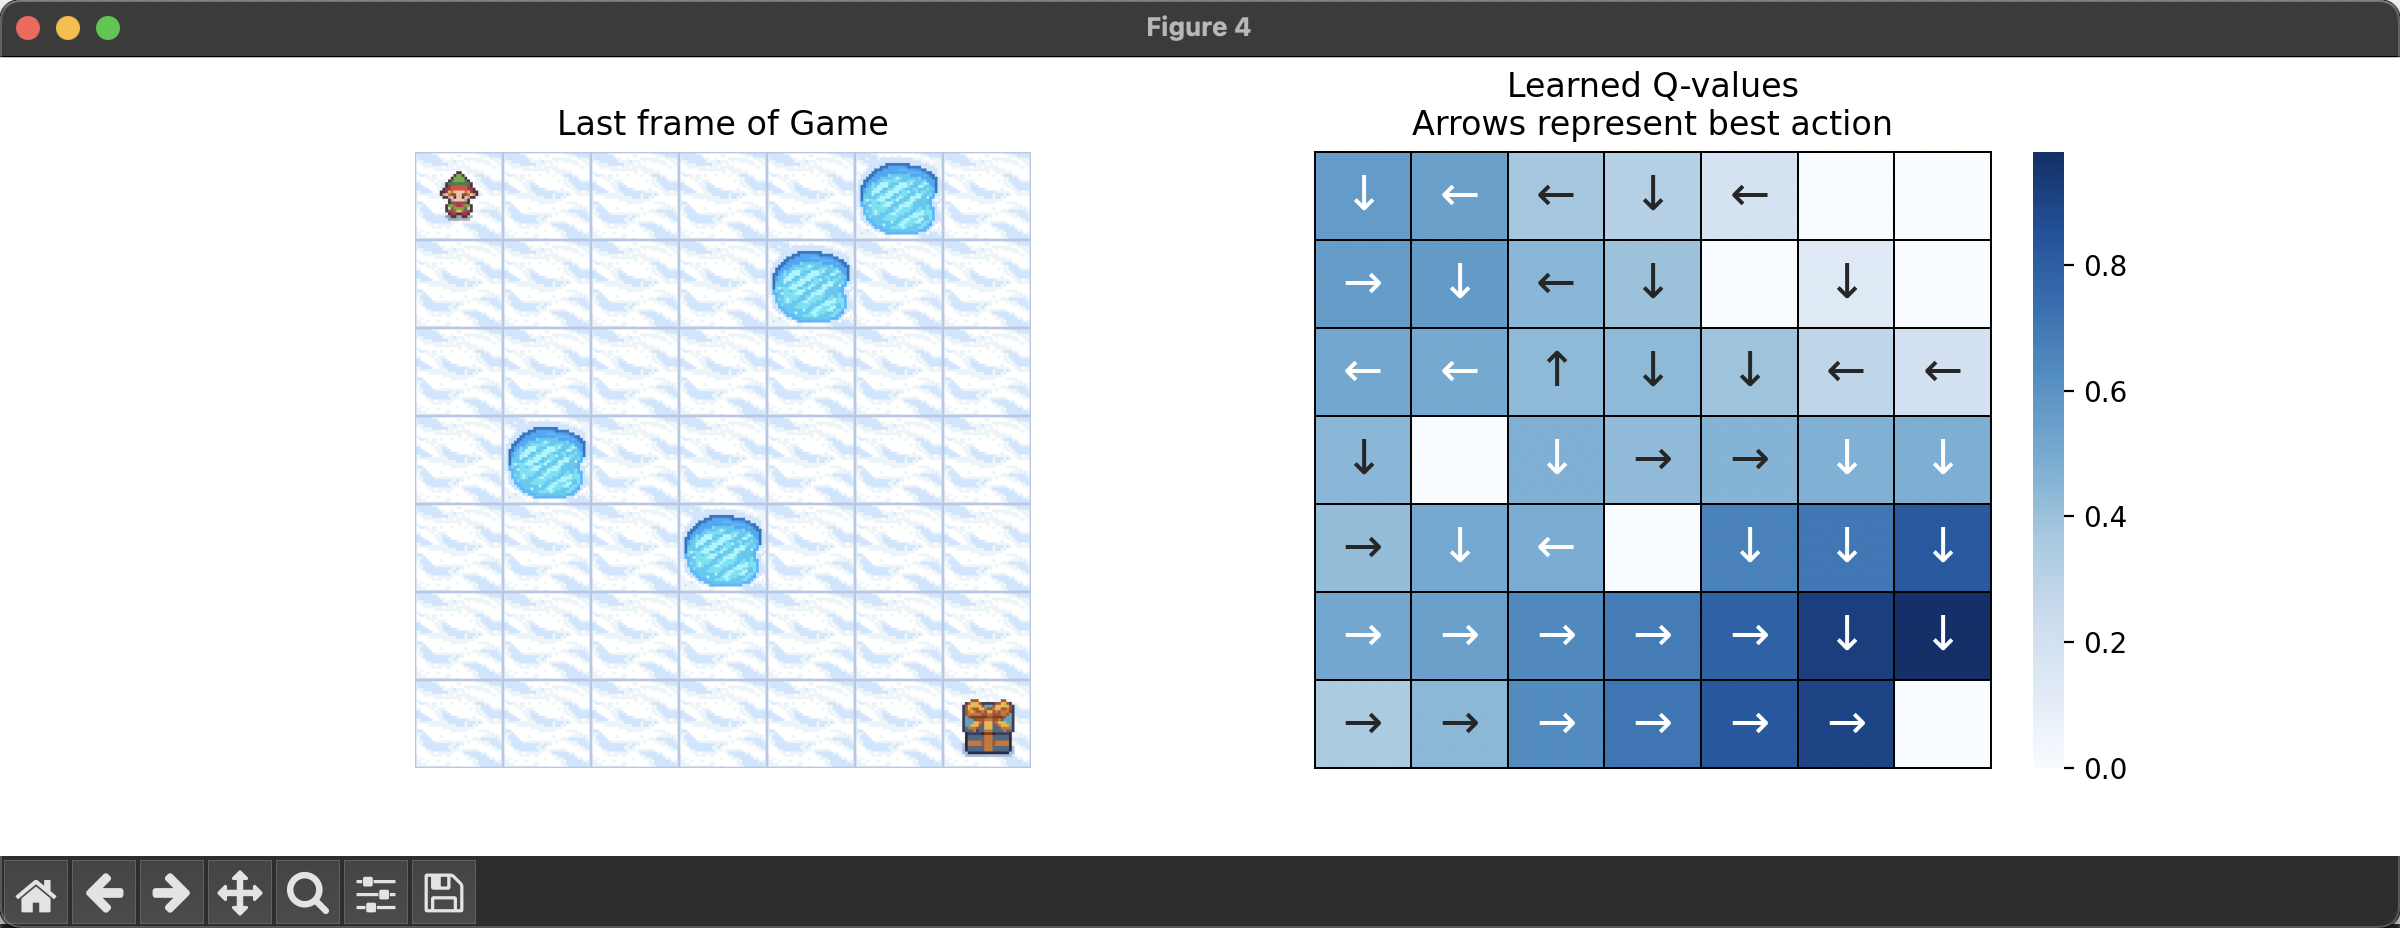 Figure 4
Last frame of Game
Learned Q-values
Arrows represent best action
↓ ← ← ↓ ←
→ ↓ ← ↓ ↓
← ← ↑ ↓ ↓ ← ←
↓ ↓ → → ↓ ↓
→ ↓ ← ↓ ↓ ↓
→ → → → → ↓ ↓
→ → → → → →
0.8
0.6
0.4
0.2
0.0